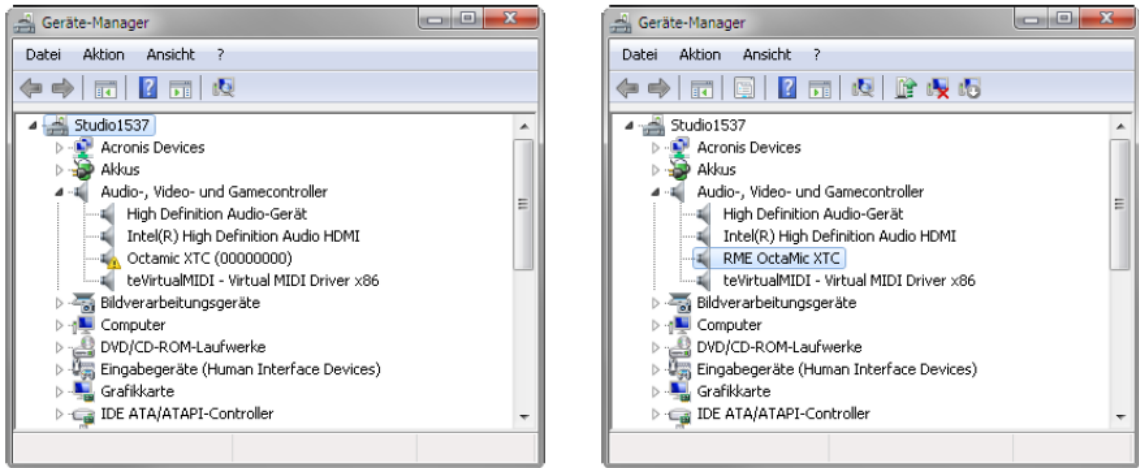 Geräte-Manager
Datei Aktion Ansicht ?
Studio1537
Acronis Devices
Akkus
Audio-, Video- und Gamecontroller
High Definition Audio-Gerät
Intel(R) High Definition Audio HDMI
Octamic XTC (00000000)
teVirtualMIDI - Virtual MIDI Driver x86
Bildverarbeitungsgeräte
Computer
DVD/CD-ROM-Laufwerke
Eingabegeräte (Human Interface Devices)
Grafikkarte
IDE ATA/ATAPI-Controller
Geräte-Manager
Datei Aktion Ansicht ?
Studio1537
Acronis Devices
Akkus
Audio-, Video- und Gamecontroller
High Definition Audio-Gerät
Intel(R) High Definition Audio HDMI
RME OctaMic XTC
teVirtualMIDI - Virtual MIDI Driver x86
Bildverarbeitungsgeräte
Computer
DVD/CD-ROM-Laufwerke
Eingabegeräte (Human Interface Devices)
Grafikkarte
IDE ATA/ATAPI-Controller